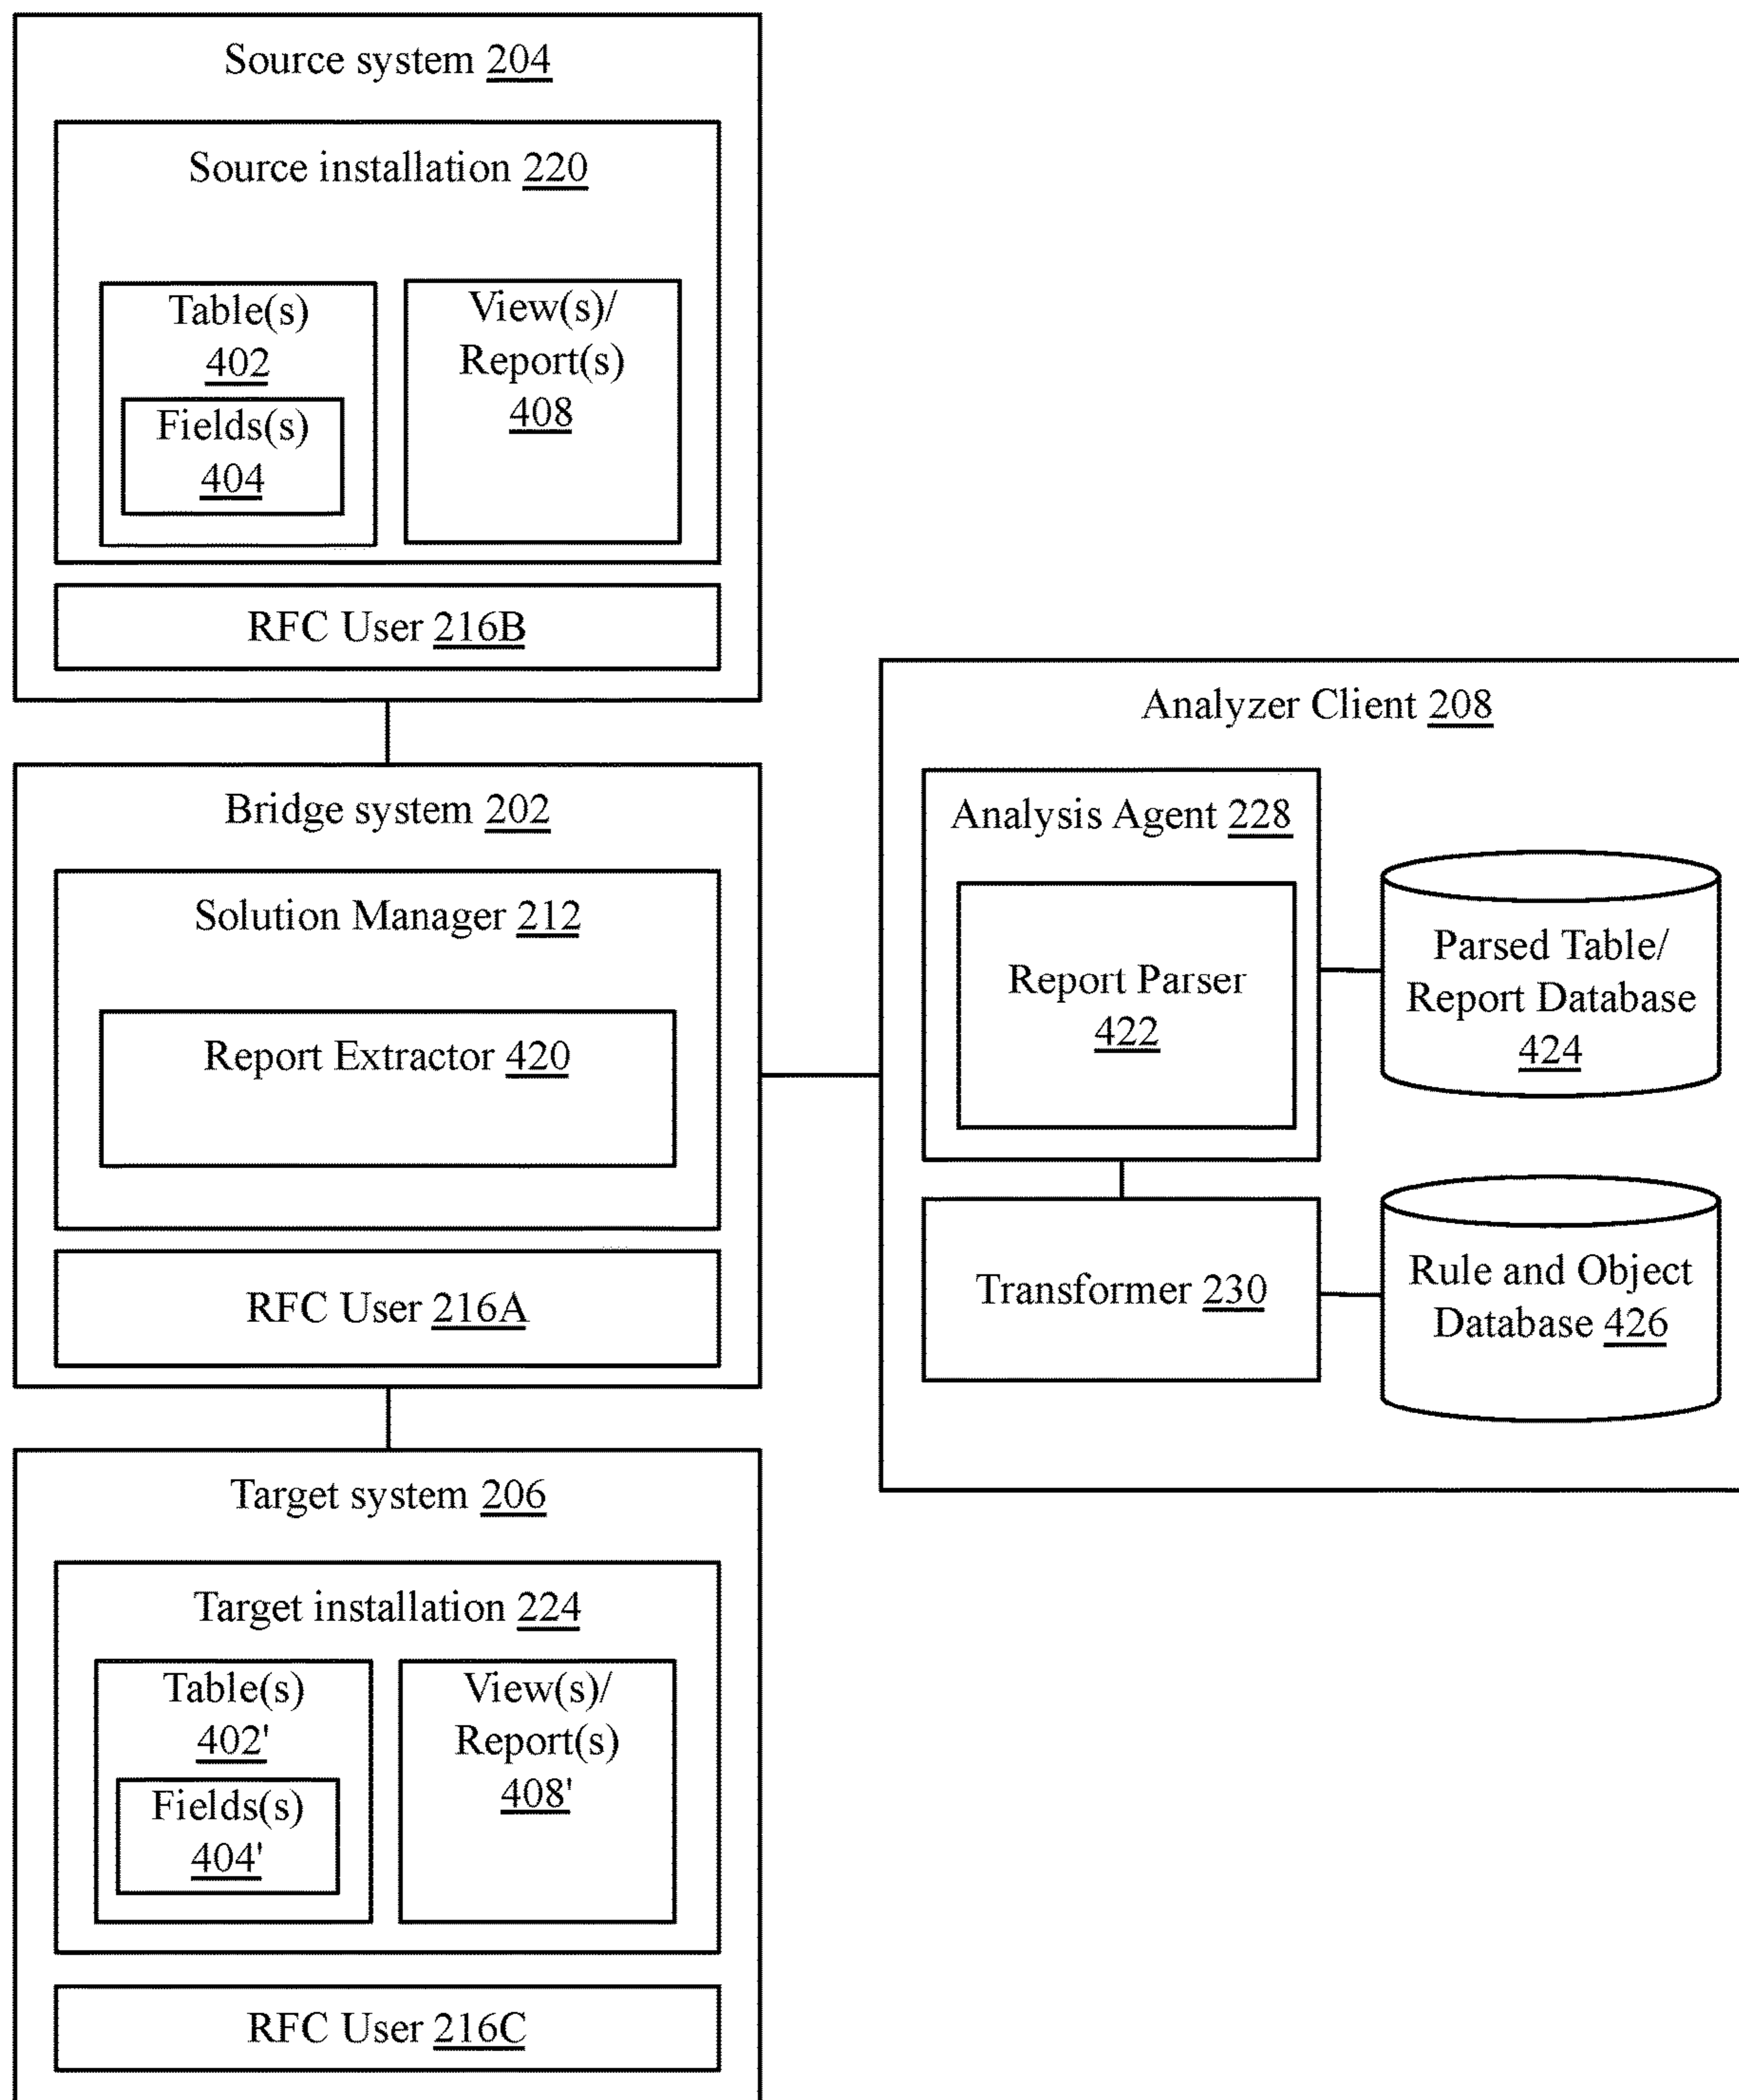 Source system 204
Source installation 220
Table(s)
402
Fields(s)
404
View(s)/
Report(s)
408
RFC User 216B
Bridge system 202
Solution Manager 212
Report Extractor 420
RFC User 216A
Target system 206
Target installation 224
Table(s)
402'
Fields(s)
404'
View(s)/
Report(s)
408'
RFC User 216C
Analyzer Client 208
Analysis Agent 228
Report Parser
422
Parsed Table/
Report Database
424
Transformer 230
Rule and Object
Database 426